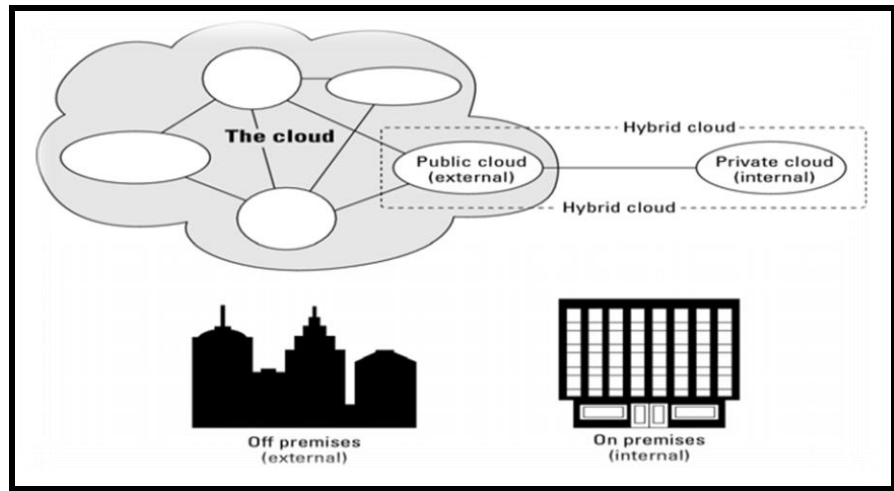 Hybrid cloud
The cloud
Public cloud
(external)
Private cloud
(internal)
Hybrid cloud
Off premises
(external)
On premises
(internal)